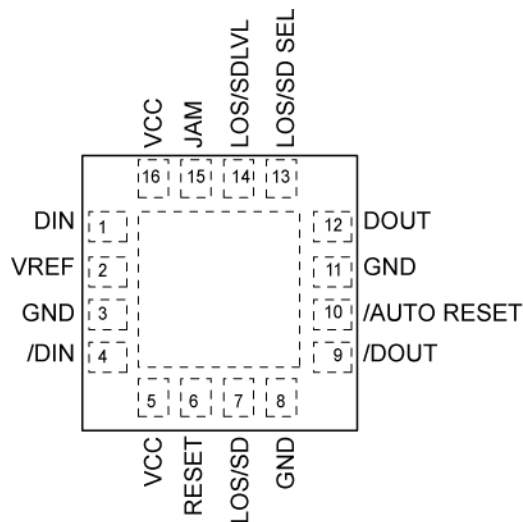 VCC
JAM
LOS/SDLVL
LOS/SD SEL
16
15
14
13
DIN 1
12 DOUT
VREF 2
11 GND
GND 3
10 /AUTO RESET
/DIN 4
9 /DOUT
5
6
7
8
VCC
RESET
LOS/SD
GND